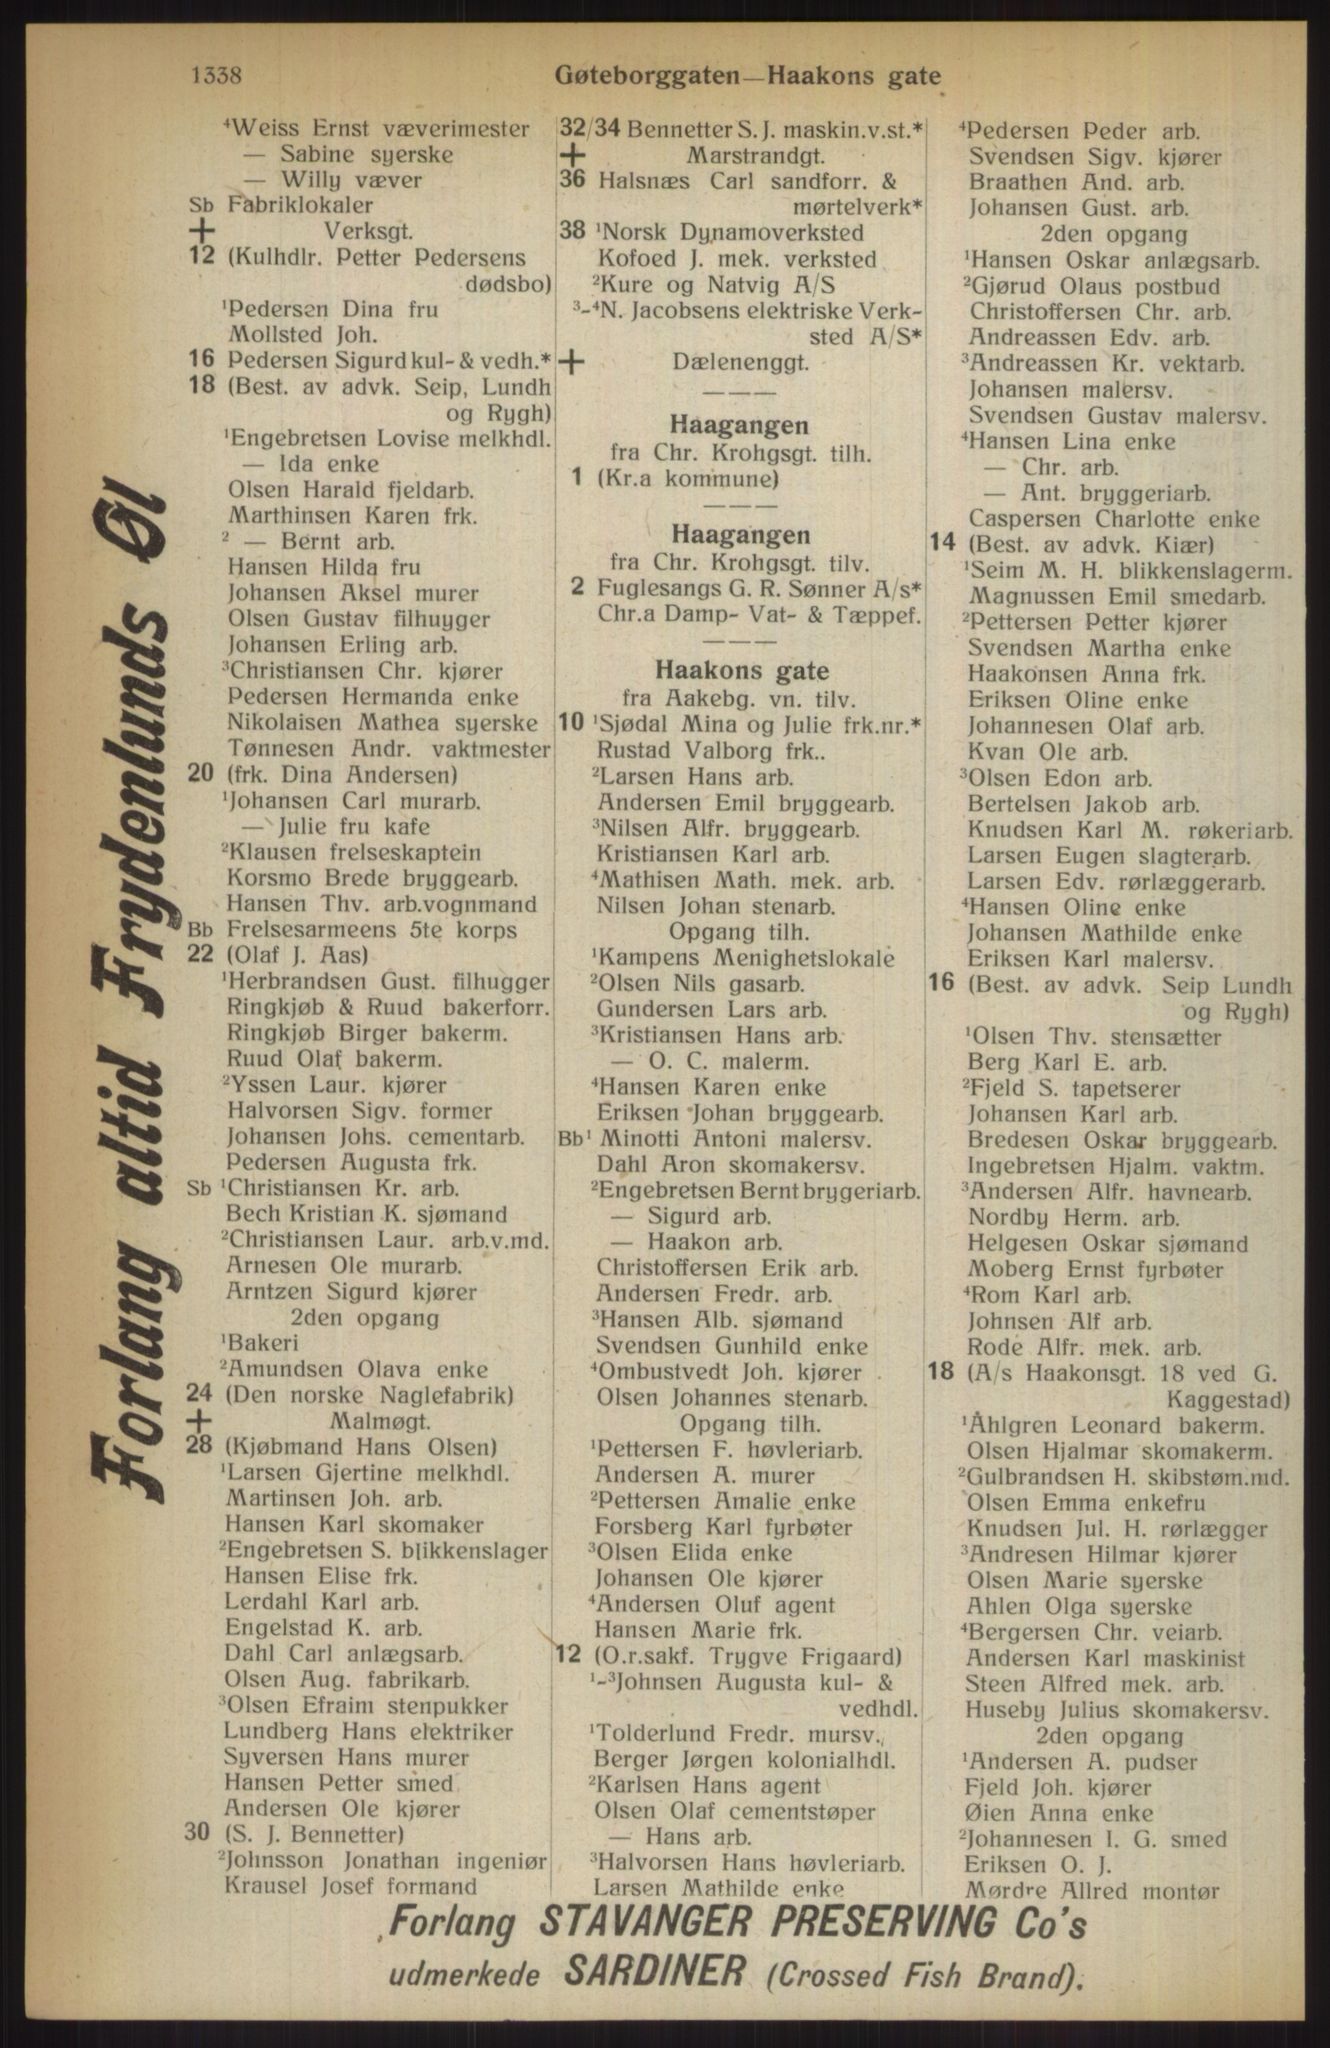 1338
Gøteborggaten—Haakons gate
⁴Weiss Ernst væverimester
— Sabine syerske
— Willy væver
Sb Fabriklokaler
+ Verksgt.
12 (Kulhdlr. Petter Pedersens
dødsbo)
¹Pedersen Dina fru
Mollsted Joh.
16 Pedersen Sigurd kul- & vedh.*
18 (Best. av advk. Seip, Lundh
og Rygh)
¹Engebretsen Lovise melkhdl.
— Ida enke
Olsen Harald fjeldarb.
Marthinsen Karen frk.
² — Bernt arb.
Hansen Hilda fru
Johansen Aksel murer
Olsen Gustav filhuyger
Johansen Erling arb.
³Christiansen Chr. kjører
Pedersen Hermanda enke
Nikolaisen Mathea syerske
Tønnesen Andr. vaktmester
20 (frk. Dina Andersen)
¹Johansen Carl murarb.
— Julie fru kafe
²Klausen frelseskaptein
Korsmo Brede bryggearb.
Hansen Thv. arb.vognmand
Bb Frelsesarmeens 5te korps
22 (Olaf J. Aas)
¹Herbrandsen Gust. filhugger
Ringkjøb & Ruud bakerforr.
Ringkjøb Birger bakerm.
Ruud Olaf bakerm.
²Yssen Laur. kjører
Halvorsen Sigv. former
Johansen Johs. cementarb.
Pedersen Augusta frk.
Sb ¹Christiansen Kr. arb.
Bech Kristian K. sjømand
²Christiansen Laur. arb.v.md.
Arnesen Ole murarb.
Arntzen Sigurd kjører
2den opgang
¹Bakeri
²Amundsen Olava enke
24 (Den norske Naglefabrik)
+ Malmøgt.
28 (Kjøbmand Hans Olsen)
¹Larsen Gjertine melkhdl.
Martinsen Joh. arb.
Hansen Karl skomaker
²Engebretsen S. blikkenslager
Hansen Elise frk.
Lerdahl Karl arb.
Engelstad K. arb.
Dahl Carl anlægsarb.
Olsen Aug. fabrikarb.
³Olsen Efraim stenpukker
Lundberg Hans elektriker
Syversen Hans murer
Hansen Petter smed
Andersen Ole kjører
30 (S. J. Bennetter)
²Johnsson Jonathan ingeniør
Krausel Josef formand
32/34 Bennetter S. J. maskin.v.st.*
+ Marstrandgt.
36 Halsnæs Carl sandforr. &
mørtelverk*
38 ¹Norsk Dynamoverksted
Kofoed J. mek. verksted
²Kure og Natvig A/S
³-⁴N. Jacobsens elektriske Verk-
sted A/S*
+ Dælenenggt.
———
Haagangen
fra Chr. Krohgsgt. tilh.
1 (Kr.a kommune)
———
Haagangen
fra Chr. Krohgsgt. tilv.
2 Fuglesangs G. R. Sønner A/s*
Chr.a Damp- Vat- & Tæppef.
———
Haakons gate
fra Aakebg. vn. tilv.
10 ¹Sjødal Mina og Julie frk.nr.*
Rustad Valborg frk..
²Larsen Hans arb.
Andersen Emil bryggearb.
³Nilsen Alfr. bryggearb.
Kristiansen Karl arb.
⁴Mathisen Math. mek. arb.
Nilsen Johan stenarb.
Opgang tilh.
¹Kampens Menighetslokale
²Olsen Nils gasarb.
Gundersen Lars arb.
³Kristiansen Hans arb.
— O. C. malerm.
⁴Hansen Karen enke
Eriksen Johan bryggearb.
Bb¹ Minotti Antoni malersv.
Dahl Aron skomakersv.
²Engebretsen Bernt brygeriarb.
— Sigurd arb.
— Haakon arb.
Christoffersen Erik arb.
Andersen Fredr. arb.
³Hansen Alb. sjømand
Svendsen Gunhild enke
⁴Ombustvedt Joh. kjører
Olsen Johannes stenarb.
Opgang tilh.
¹Pettersen F. høvleriarb.
Andersen A. murer
²Pettersen Amalie enke
Forsberg Karl fyrbøter
³Olsen Elida enke
Johansen Ole kjører
⁴Andersen Oluf agent
Hansen Marie frk.
12 (O.r.sakf. Trygve Frigaard)
¹-³Johnsen Augusta kul- &
vedhdl.
¹Tolderlund Fredr. mursv.
Berger Jørgen kolonialhdl.
²Karlsen Hans agent
Olsen Olaf cementstøper
— Hans arb.
³Halvorsen Hans høvleriarb.
Larsen Mathilde enke
⁴Pedersen Peder arb.
Svendsen Sigv. kjører
Braathen And. arb.
Johansen Gust. arb.
2den opgang
¹Hansen Oskar anlægsarb.
²Gjørud Olaus postbud
Christoffersen Chr. arb.
Andreassen Edv. arb.
³Andreassen Kr. vektarb.
Johansen malersv.
Svendsen Gustav malersv.
⁴Hansen Lina enke
— Chr. arb.
— Ant. bryggeriarb.
Caspersen Charlotte enke
14 (Best. av advk. Kiær)
¹Seim M. H. blikkenslagerm.
Magnussen Emil smedarb.
²Pettersen Petter kjører
Svendsen Martha enke
Haakonsen Anna frk.
Eriksen Oline enke
Johannesen Olaf arb.
Kvan Ole arb.
³Olsen Edon arb.
Bertelsen Jakob arb.
Knudsen Karl M. røkeriarb.
Larsen Eugen slagterarb.
Larsen Edv. rørlæggerarb.
⁴Hansen Oline enke
Johansen Mathilde enke
Eriksen Karl malersv.
16 (Best. av advk. Seip Lundh
og Rygh)
¹Olsen Thv. stensætter
Berg Karl E. arb.
²Fjeld S. tapetserer
Johansen Karl arb.
Bredesen Oskar bryggearb.
Ingebretsen Hjalm. vaktm.
³Andersen Alfr. havnearb.
Nordby Herm. arb.
Helgesen Oskar sjømand
Moberg Ernst fyrbøter
⁴Rom Karl arb.
Johnsen Alf arb.
Rode Alfr. mek. arb.
18 (A/s Haakonsgt. 18 ved G.
Kaggestad)
¹Åhlgren Leonard bakerm.
Olsen Hjalmar skomakerm.
²Gulbrandsen H. skibstøm.md.
Olsen Emma enkefru
Knudsen Jul. H. rørlægger
³Andresen Hilmar kjører
Olsen Marie syerske
Ahlen Olga syerske
⁴Bergersen Chr. veiarb.
Andersen Karl maskinist
Steen Alfred mek. arb.
Huseby Julius skomakersv.
2den opgang
¹Andersen A. pudser
Fjeld Joh. kjører
Øien Anna enke
²Johannesen I. G. smed
Eriksen O. J.
Mørdre Allred montør
Forlang altid Frydenlunds Øl
Forlang STAVANGER PRESERVING Co's
udmerkede SARDINER (Crossed Fish Brand).